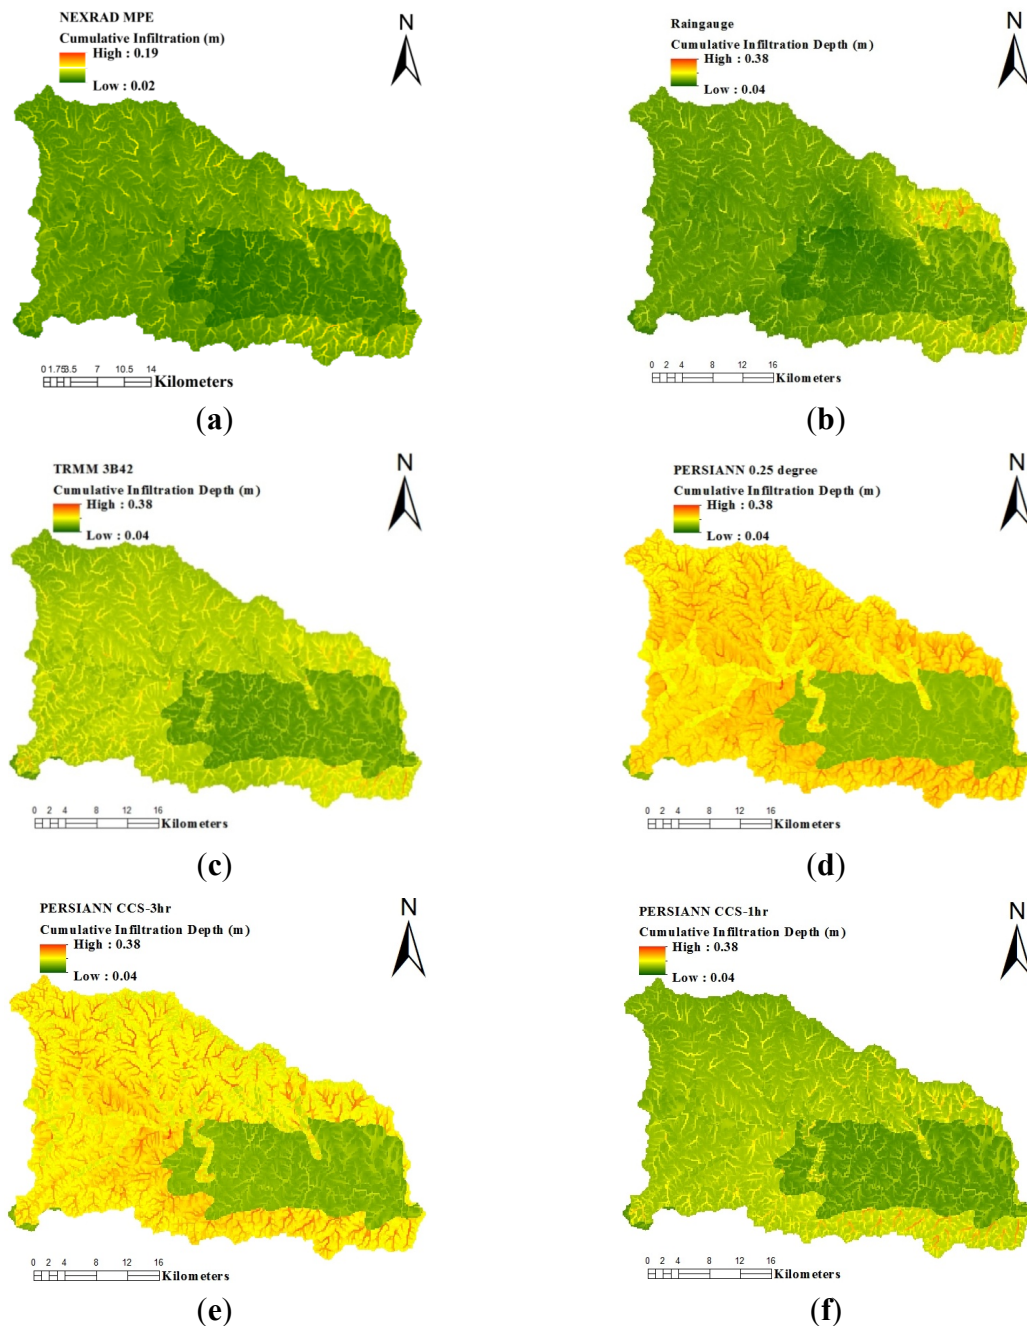 NEXRAD MPE
Cumulative Infiltration (m)
High : 0.19
Low : 0.02
N
0 1.75 3.5 7 10.5 14
Kilometers
(a)
Raingauge
Cumulative Infiltration Depth (m)
High : 0.38
Low : 0.04
N
0 2 4 8 12 16
Kilometers
(b)
TRMM 3B42
Cumulative Infiltration Depth (m)
High : 0.38
Low : 0.04
N
0 2 4 8 12 16
Kilometers
(c)
PERSIANN 0.25 degree
Cumulative Infiltration Depth (m)
High : 0.38
Low : 0.04
N
0 2 4 8 12 16
Kilometers
(d)
PERSIANN CCS-3hr
Cumulative Infiltration Depth (m)
High : 0.38
Low : 0.04
N
0 2 4 8 12 16
Kilometers
(e)
PERSIANN CCS-1hr
Cumulative Infiltration Depth (m)
High : 0.38
Low : 0.04
N
0 2 4 8 12 16
Kilometers
(f)